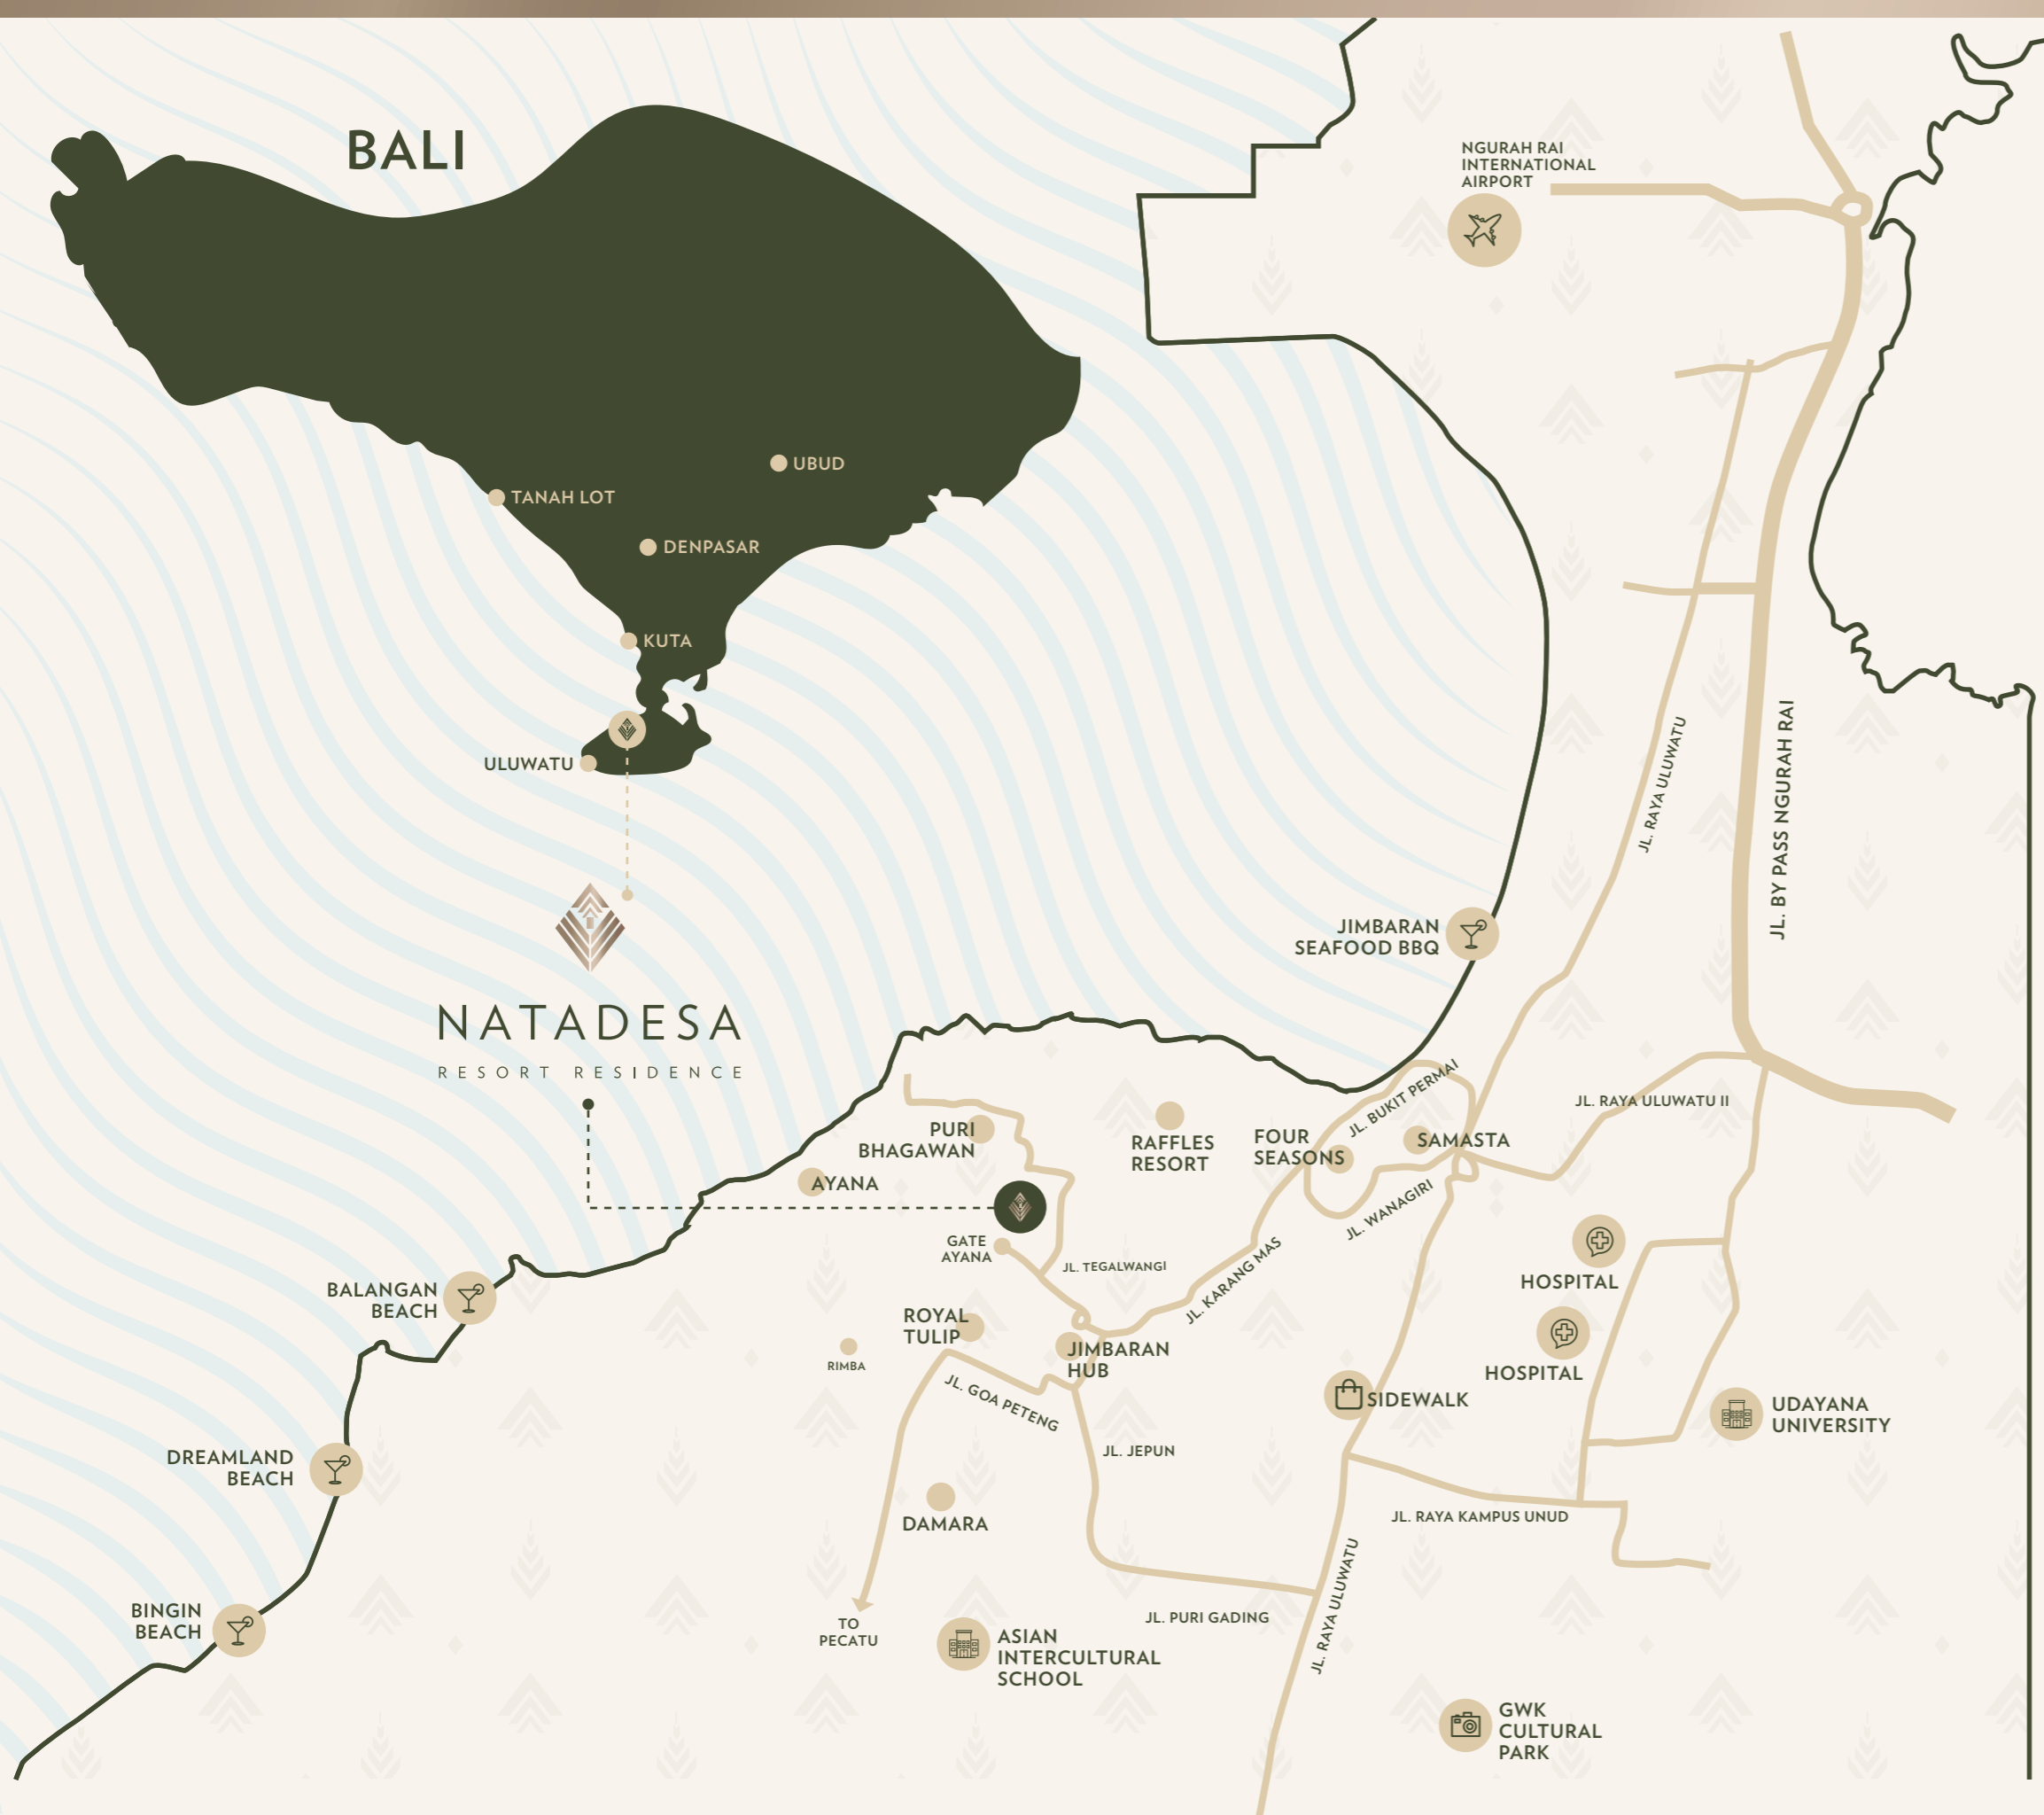 BALI
NGURAH RAI
INTERNATIONAL
AIRPORT
UBUD
TANAH LOT
DENPASAR
KUTA
ULUWATU
JL. RAYA ULUWATU
JL. BY PASS NGURAH RAI
JIMBARAN
SEAFOOD BBQ
NATADESA
RESORT RESIDENCE
JL. BUKIT PERMAI
JL. RAYA ULUWATU II
PURI
BHAGAWAN
RAFFLES
RESORT
FOUR
SEASONS
SAMASTA
AYANA
JL. WANAGIRI
GATE
AYANA
JL. TEGALWANGI
JL. KARANG MAS
HOSPITAL
BALANGAN
BEACH
ROYAL
TULIP
RIMBA
JIMBARAN
HUB
HOSPITAL
JL. GOA PETENG
SIDEWALK
UDAYANA
UNIVERSITY
DREAMLAND
BEACH
JL. JEPUN
DAMARA
JL. RAYA KAMPUS UNUD
BINGIN
BEACH
TO
PECATU
JL. PURI GADING
JL. RAYA ULUWATU
ASIAN
INTERCULTURAL
SCHOOL
GWK
CULTURAL
PARK